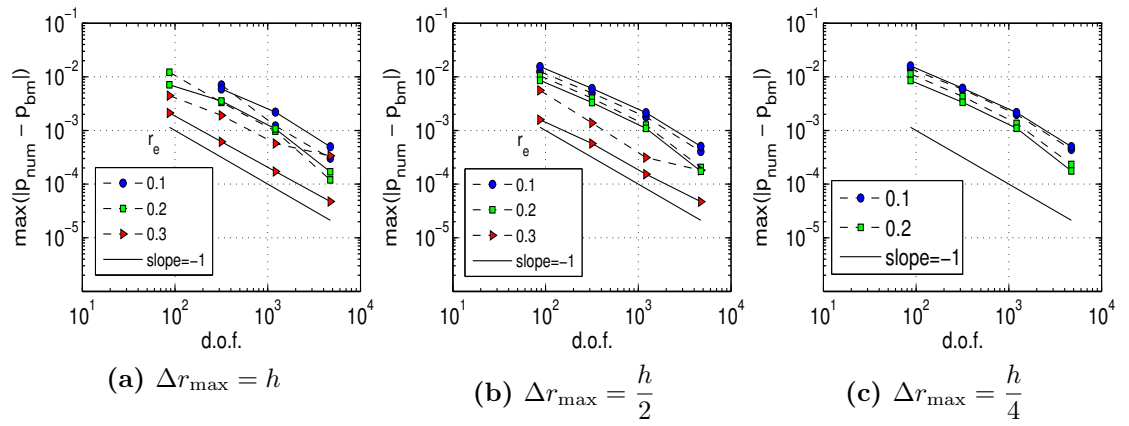 max(|p_num − p_bm|)
10^−1
10^−2
10^−3
10^−4
10^−5
r_e
0.1
0.2
0.3
slope=−1
10^1 10^2 10^3 10^4
d.o.f.
(a) Δr_max = h
max(|p_num − p_bm|)
10^−1
10^−2
10^−3
10^−4
10^−5
r_e
0.1
0.2
0.3
slope=−1
10^1 10^2 10^3 10^4
d.o.f.
(b) Δr_max = h/2
max(|p_num − p_bm|)
10^−1
10^−2
10^−3
10^−4
10^−5
0.1
0.2
slope=−1
10^1 10^2 10^3 10^4
d.o.f.
(c) Δr_max = h/4